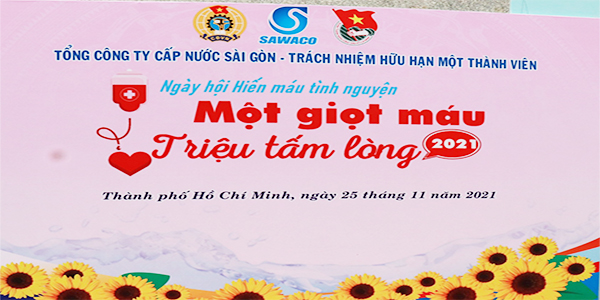 SAWACO
TỔNG CÔNG TY CẤP NƯỚC SÀI GÒN - TRÁCH NHIỆM HỮU HẠN MỘT THÀNH VIÊN
Ngày hội Hiến máu tình nguyện
Một giọt máu
Triệu tấm lòng 2021
Thành phố Hồ Chí Minh, ngày 25 tháng 11 năm 2021